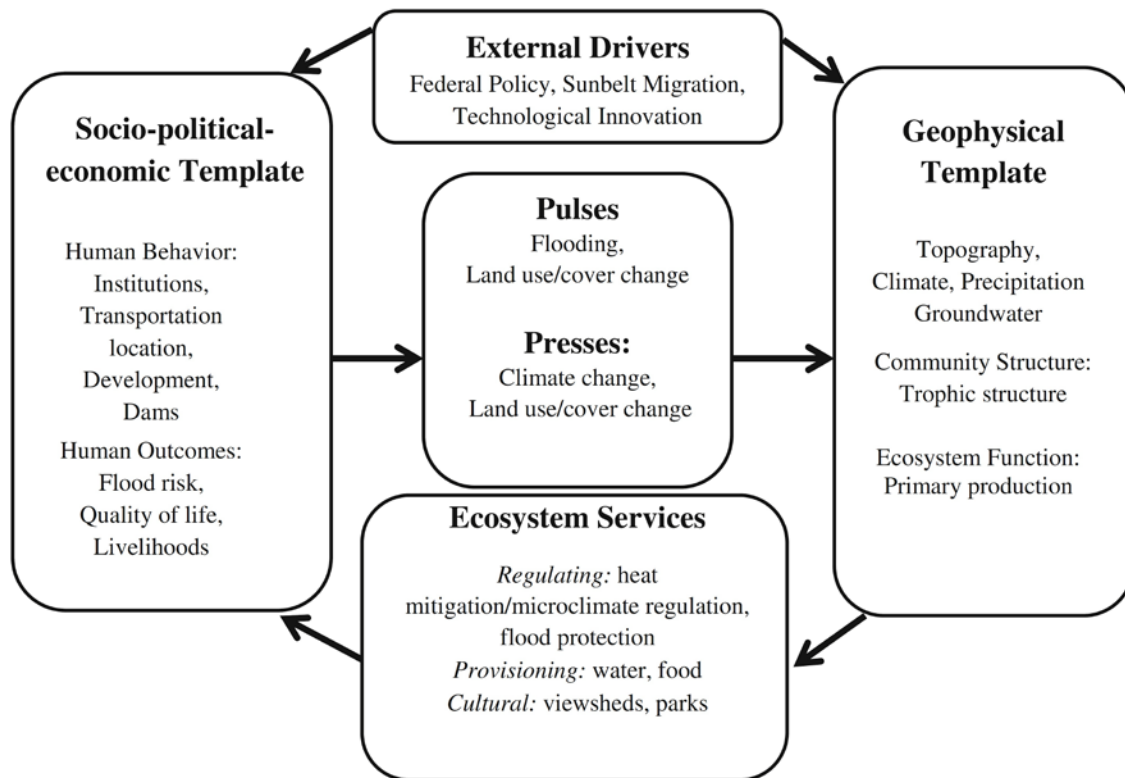 External Drivers
Federal Policy, Sunbelt Migration,
Technological Innovation
Socio-political-
economic Template
Human Behavior:
Institutions,
Transportation
location,
Development,
Dams
Human Outcomes:
Flood risk,
Quality of life,
Livelihoods
Pulses
Flooding,
Land use/cover change
Presses:
Climate change,
Land use/cover change
Geophysical
Template
Topography,
Climate, Precipitation
Groundwater
Community Structure:
Trophic structure
Ecosystem Function:
Primary production
Ecosystem Services
Regulating: heat
mitigation/microclimate regulation,
flood protection
Provisioning: water, food
Cultural: viewsheds, parks